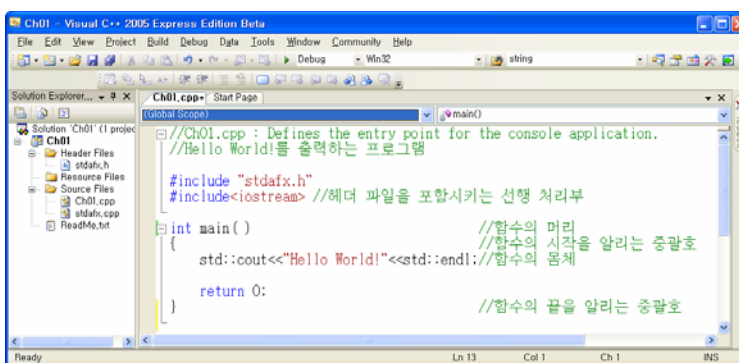 Ch01 - Visual C++ 2005 Express Edition Beta
File Edit View Project Build Debug Data Tools Window Community Help
Debug Win32 string
Solution Explorer...
Ch01.cpp* Start Page
(Global Scope) main()
Solution 'Ch01' (1 projec
Ch01
Header Files
stdafx.h
Resource Files
Source Files
Ch01.cpp
stdafx.cpp
ReadMe.txt
//Ch01.cpp : Defines the entry point for the console application.
//Hello World!를 출력하는 프로그램
#include "stdafx.h"
#include<iostream> //헤더 파일을 포함시키는 선행 처리부
int main() //함수의 머리
{ //함수의 시작을 알리는 중괄호
std::cout<<"Hello World!"<<std::endl;//함수의 몸체
return 0;
} //함수의 끝을 알리는 중괄호
Ready Ln 13 Col 1 Ch 1 INS